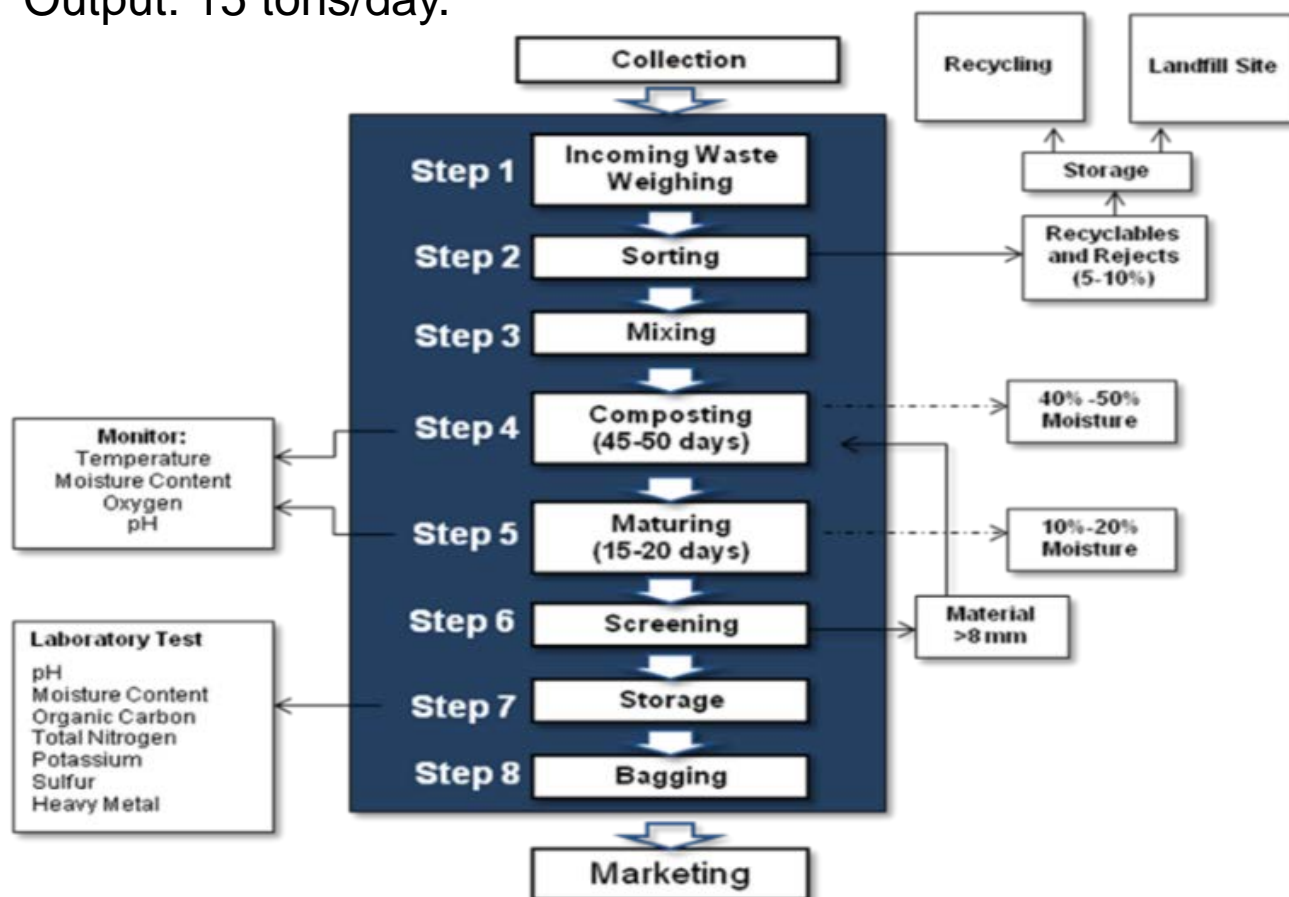 Output: 15 tons/day.
Collection
Recycling
Landfill Site
Step 1
Incoming Waste
Weighing
Storage
Step 2
Sorting
Recyclables
and Rejects
(5-10%)
Step 3
Mixing
Step 4
Composting
(45-50 days)
40% -50%
Moisture
Monitor:
Temperature
Moisture Content
Oxygen
pH
Step 5
Maturing
(15-20 days)
10%-20%
Moisture
Step 6
Screening
Material
>8 mm
Laboratory Test
pH
Moisture Content
Organic Carbon
Total Nitrogen
Potassium
Sulfur
Heavy Metal
Step 7
Storage
Step 8
Bagging
Marketing